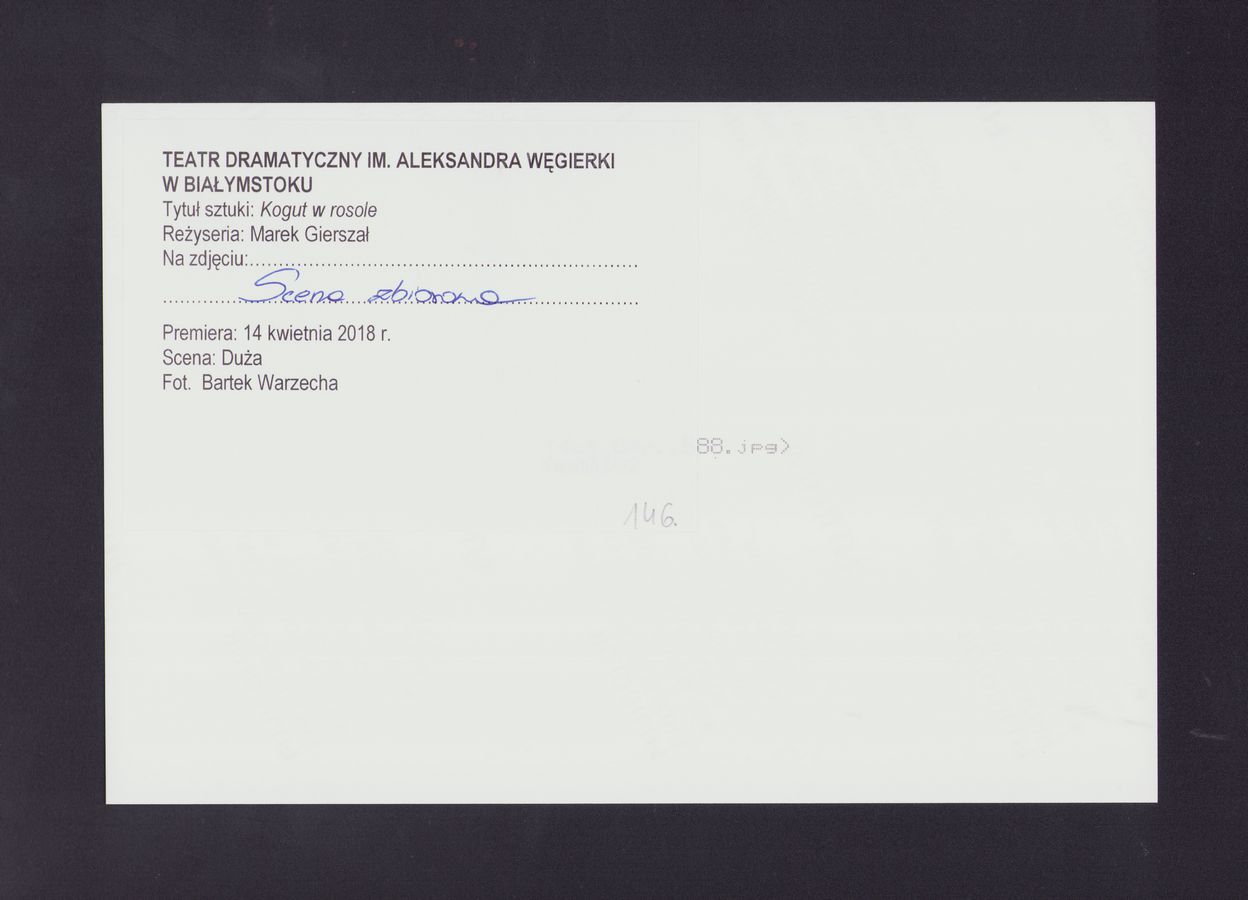 TEATR DRAMATYCZNY IM. ALEKSANDRA WĘGIERKI
W BIAŁYMSTOKU
Tytuł sztuki: Kogut w rosole
Reżyseria: Marek Gierszał
Na zdjęciu:
Scena zbiorowa
Premiera: 14 kwietnia 2018 r.
Scena: Duża
Fot. Bartek Warzecha
88.jpg)
146.